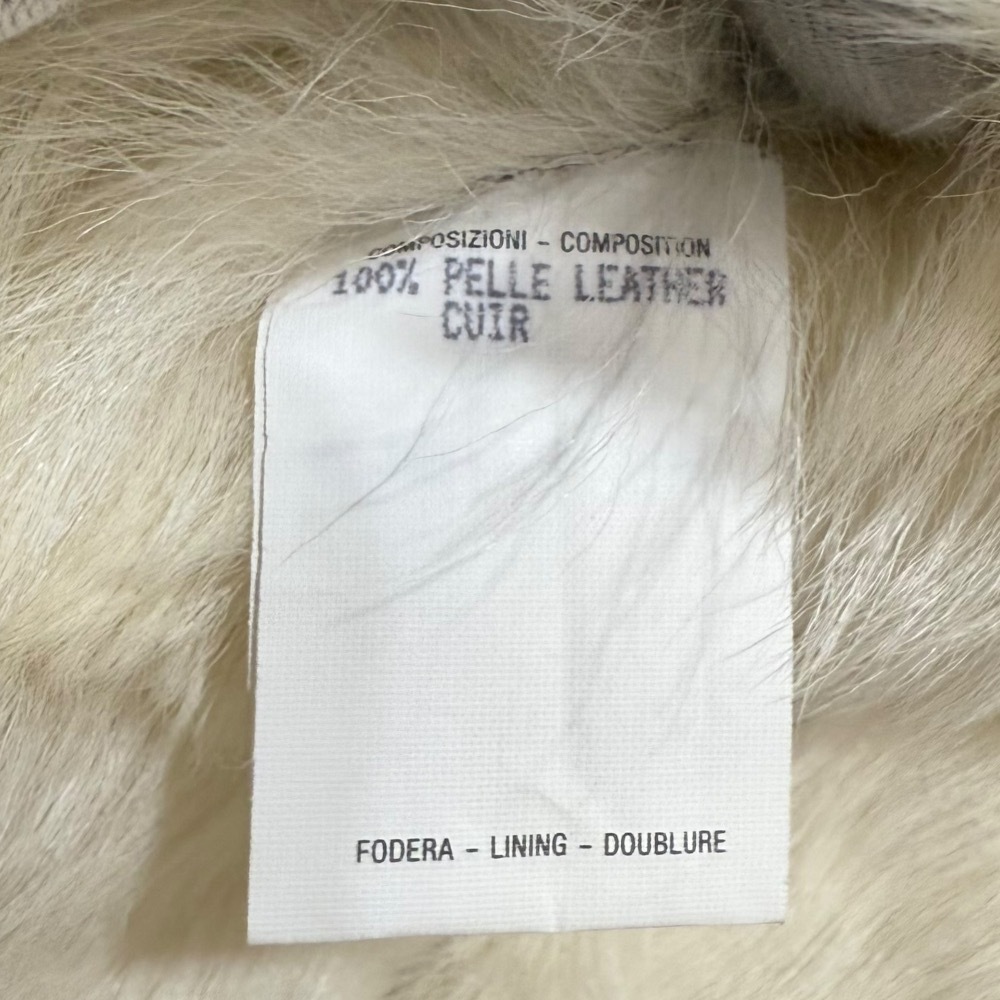 COMPOSIZIONI - COMPOSITION
100% PELLE LEATHER
CUIR
FODERA - LINING - DOUBLURE